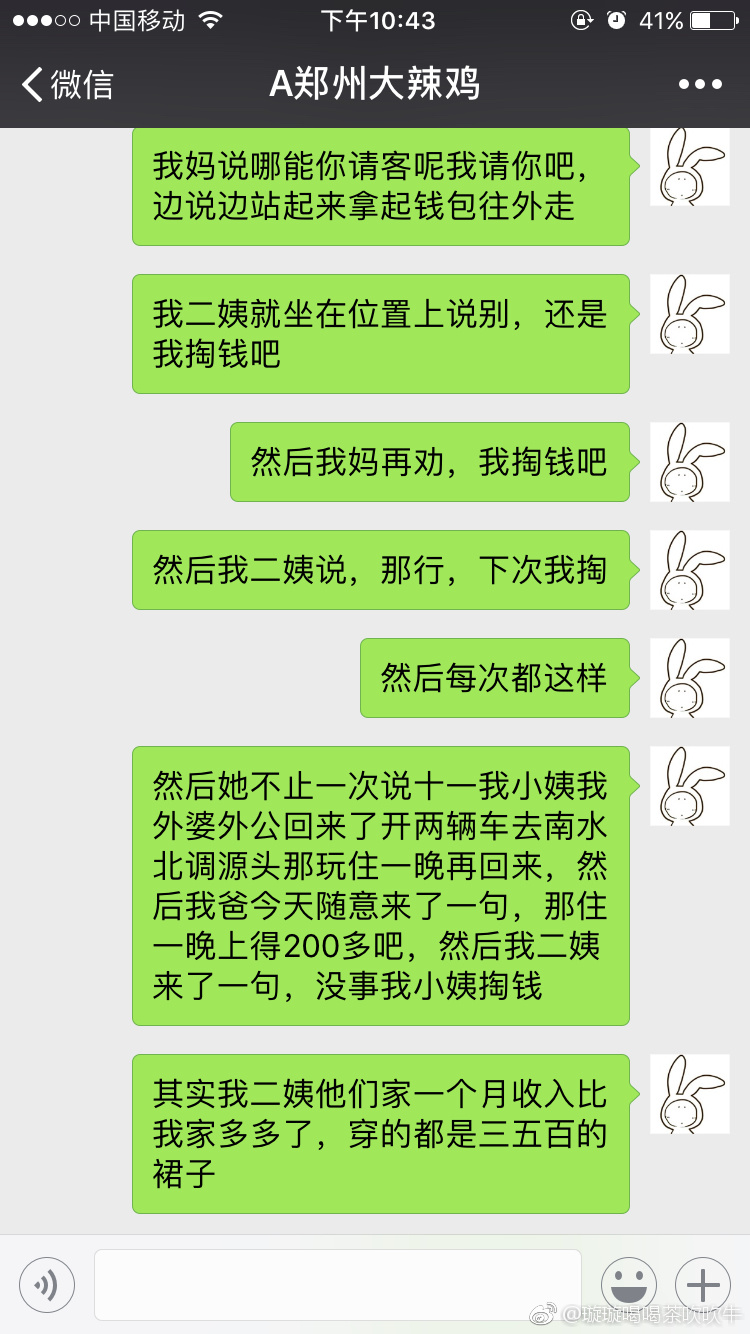 中国移动 下午10:43 41%
微信 A郑州大辣鸡
我妈说哪能你请客呢我请你吧，
边说边站起来拿起钱包往外走
我二姨就坐在位置上说别，还是
我掏钱吧
然后我妈再劝，我掏钱吧
然后我二姨说，那行，下次我掏
然后每次都这样
然后她不止一次说十一我小姨我
外婆外公回来了开两辆车去南水
北调源头那玩住一晚再回来，然
后我爸今天随意来了一句，那住
一晚上得200多吧，然后我二姨
来了一句，没事我小姨掏钱
其实我二姨他们家一个月收入比
我家多多了，穿的都是三五百的
裙子
@璇璇喝喝茶吹吹牛